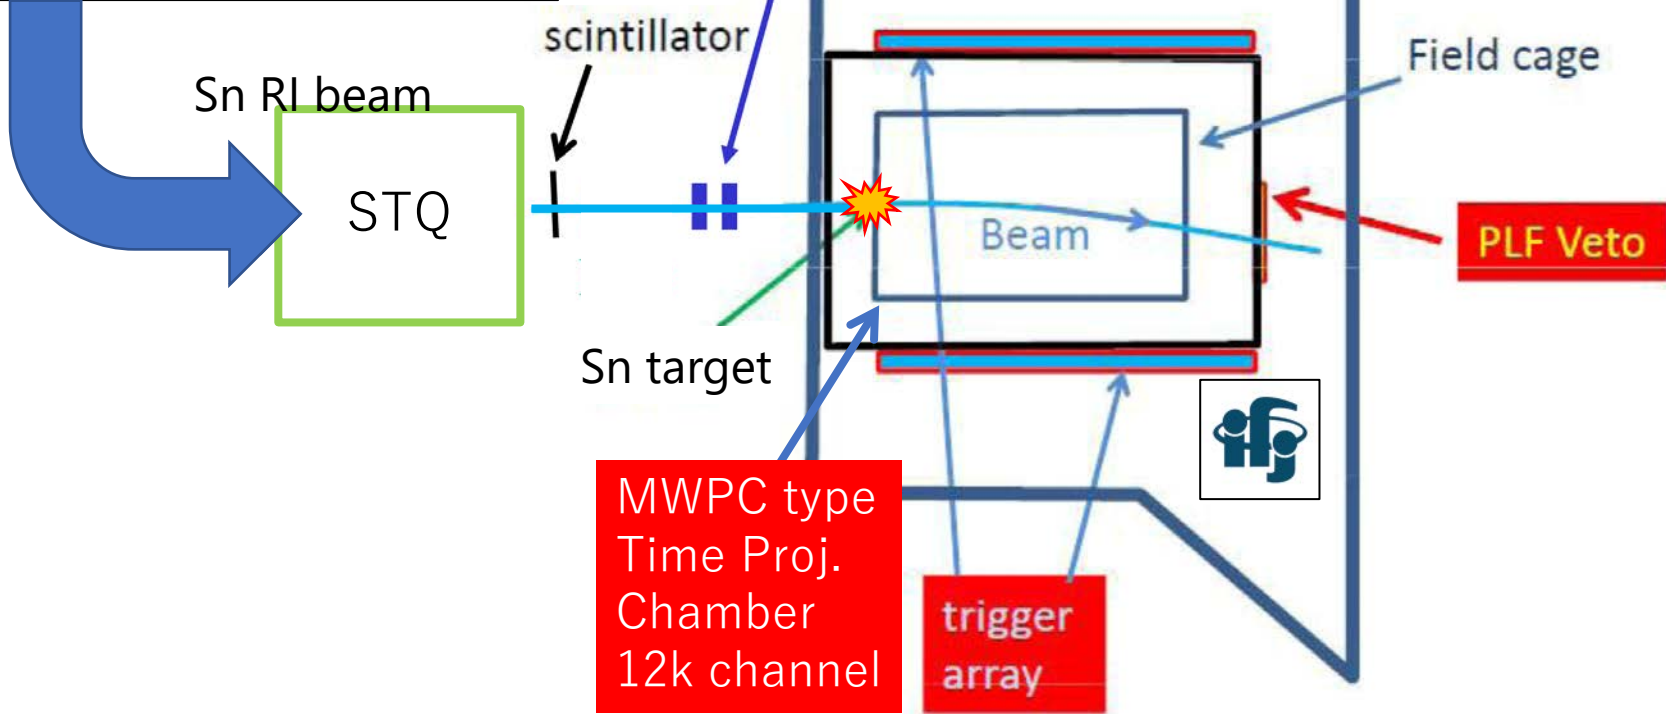 scintillator
Field cage
Sn RI beam
STQ
Beam
PLF Veto
Sn target
ifj
MWPC type
Time Proj.
Chamber
12k channel
trigger
array